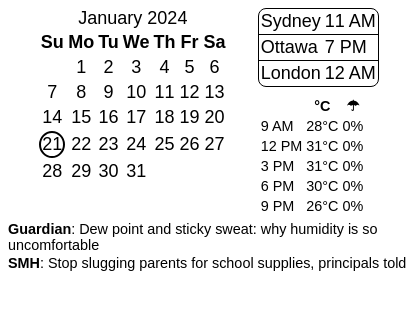 January 2024
Su Mo Tu We Th Fr Sa
1 2 3 4 5 6
7 8 9 10 11 12 13
14 15 16 17 18 19 20
21 22 23 24 25 26 27
28 29 30 31
Sydney 11 AM
Ottawa 7 PM
London 12 AM
°C ☂
9 AM 28°C 0%
12 PM 31°C 0%
3 PM 31°C 0%
6 PM 30°C 0%
9 PM 26°C 0%
Guardian: Dew point and sticky sweat: why humidity is so
uncomfortable
SMH: Stop slugging parents for school supplies, principals told